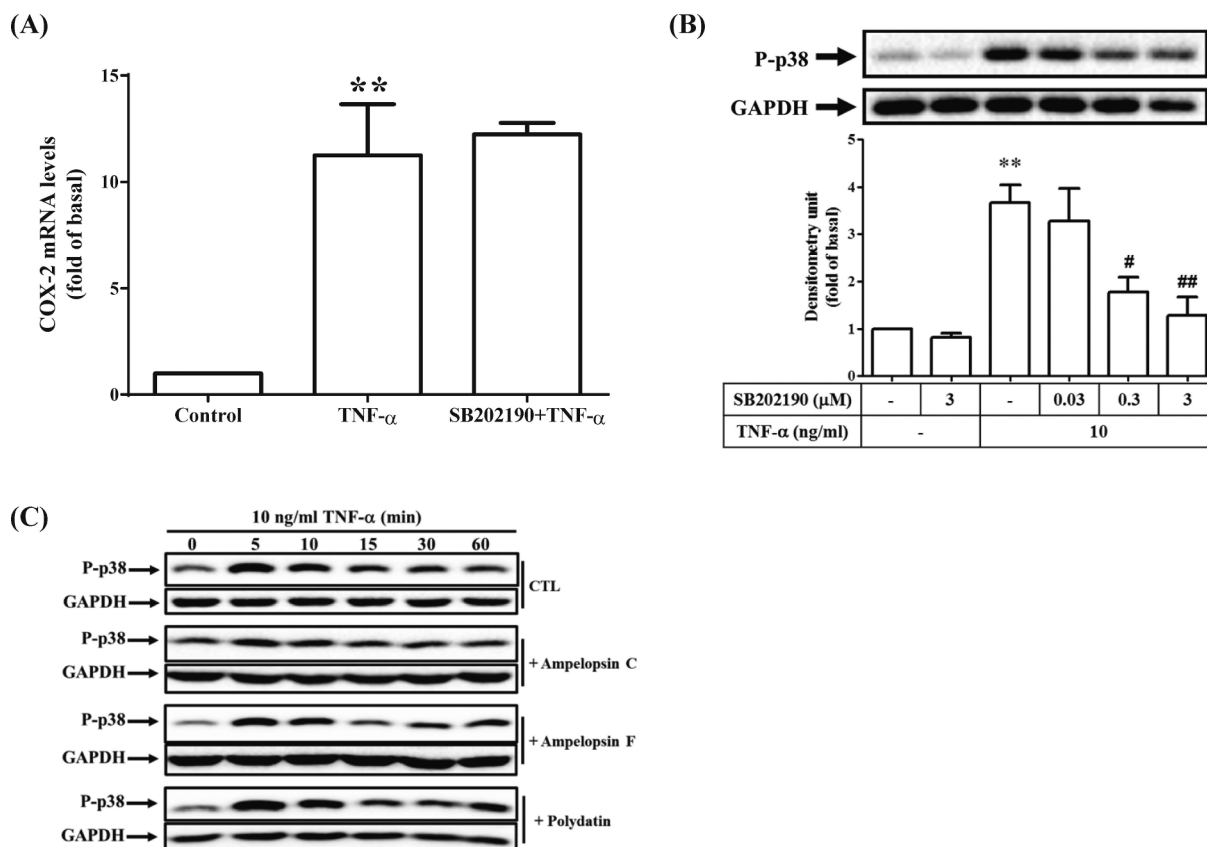 (A)
COX-2 mRNA levels
(fold of basal)
15
10
5
0
**
Control TNF-α SB202190+TNF-α
(B)
P-p38
GAPDH
Densitometry unit
(fold of basal)
5
4
3
2
1
0
**
#
##
SB202190 (μM) - 3 - 0.03 0.3 3
TNF-α (ng/ml) - 10
(C)
10 ng/ml TNF-α (min)
0 5 10 15 30 60
P-p38
GAPDH
CTL
P-p38
GAPDH
+ Ampelopsin C
P-p38
GAPDH
+ Ampelopsin F
P-p38
GAPDH
+ Polydatin